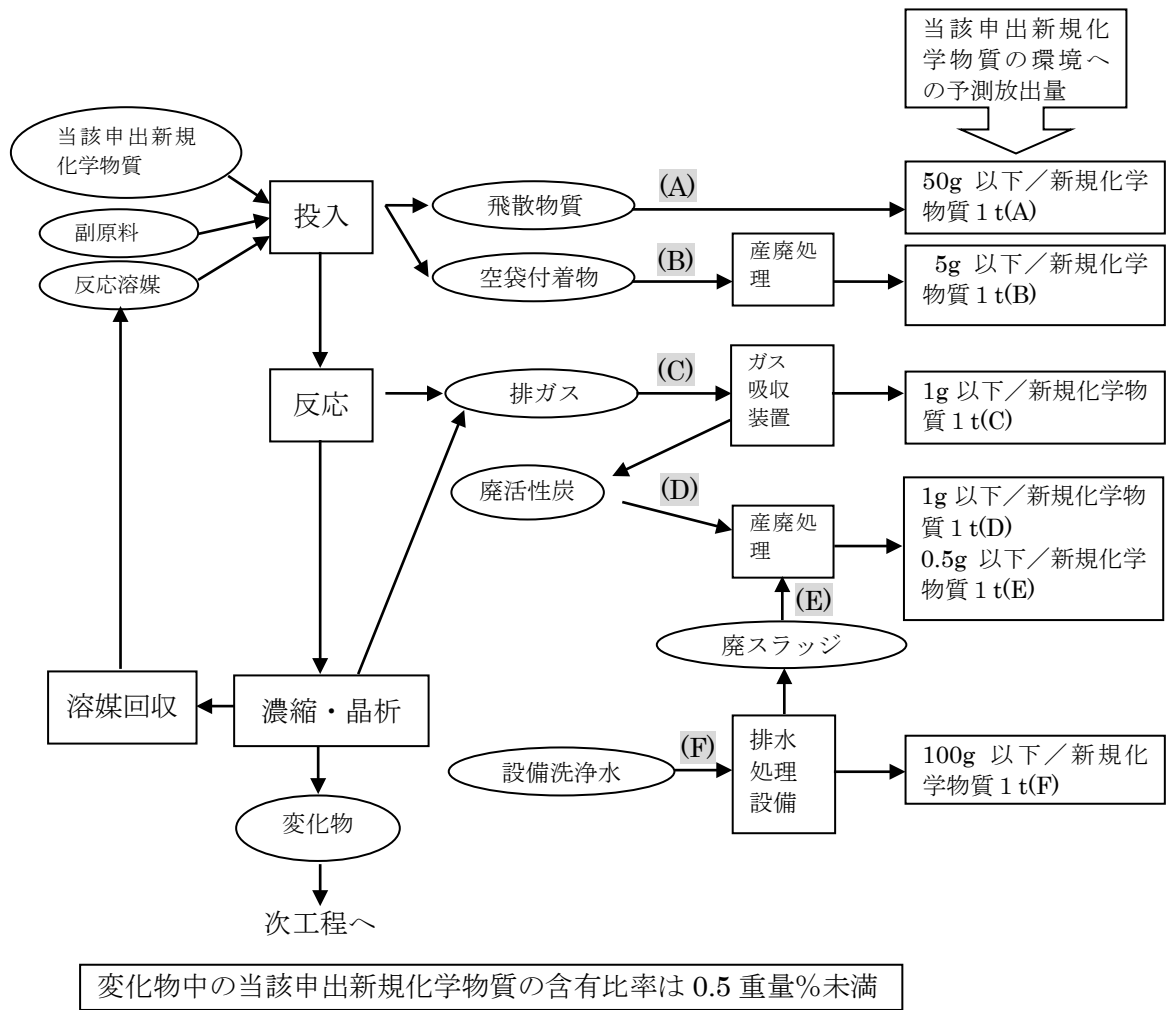 当該申出新規化
学物質の環境へ
の予測放出量
当該申出新規
化学物質
副原料
反応溶媒
投入
飛散物質
(A)
50g 以下／新規化学
物質１t(A)
空袋付着物
(B)
産廃処
理
5g 以下／新規化学
物質１t(B)
反応
排ガス
(C)
ガス
吸収
装置
1g 以下／新規化学物
質１t(C)
廃活性炭
(D)
産廃処
理
1g 以下／新規化学物
質１t(D)
0.5g 以下／新規化学
物質１t(E)
(E)
廃スラッジ
溶媒回収
濃縮・晶析
設備洗浄水
(F)
排水
処理
設備
100g 以下／新規化
学物質１t(F)
変化物
次工程へ
変化物中の当該申出新規化学物質の含有比率は 0.5 重量％未満